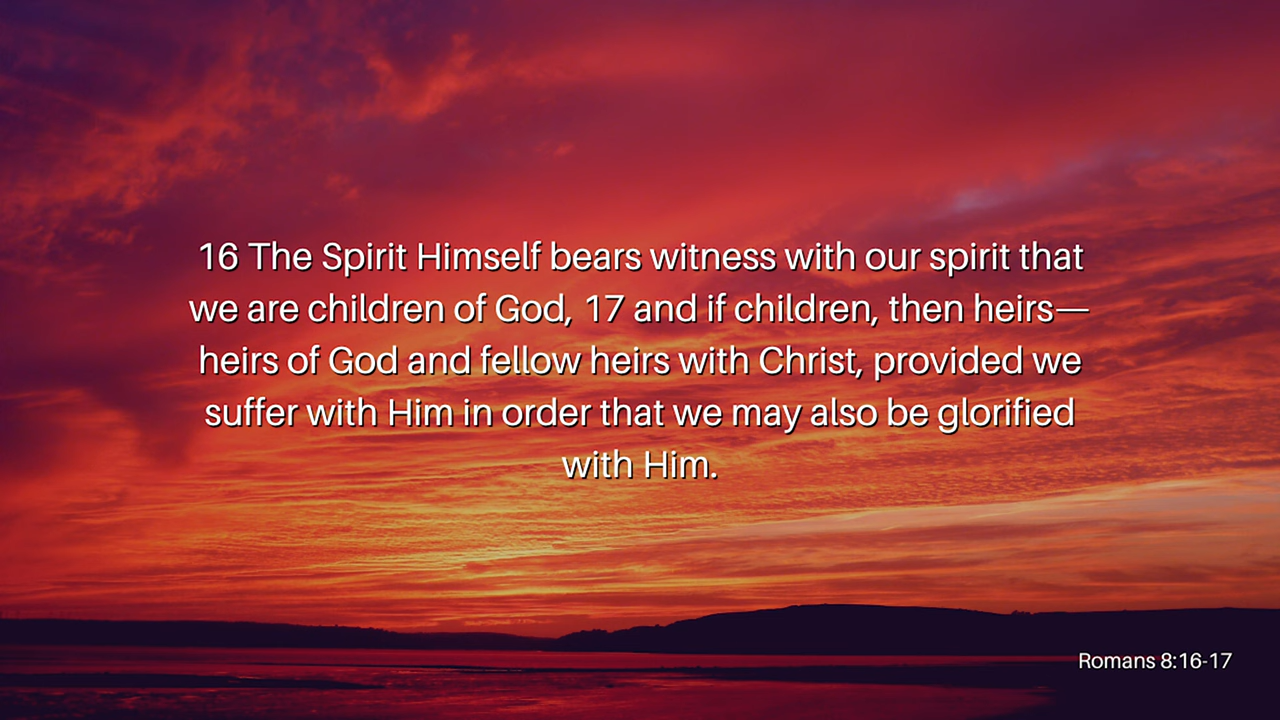 16 The Spirit Himself bears witness with our spirit that
we are children of God, 17 and if children, then heirs—
heirs of God and fellow heirs with Christ, provided we
suffer with Him in order that we may also be glorified
with Him.
Romans 8:16-17